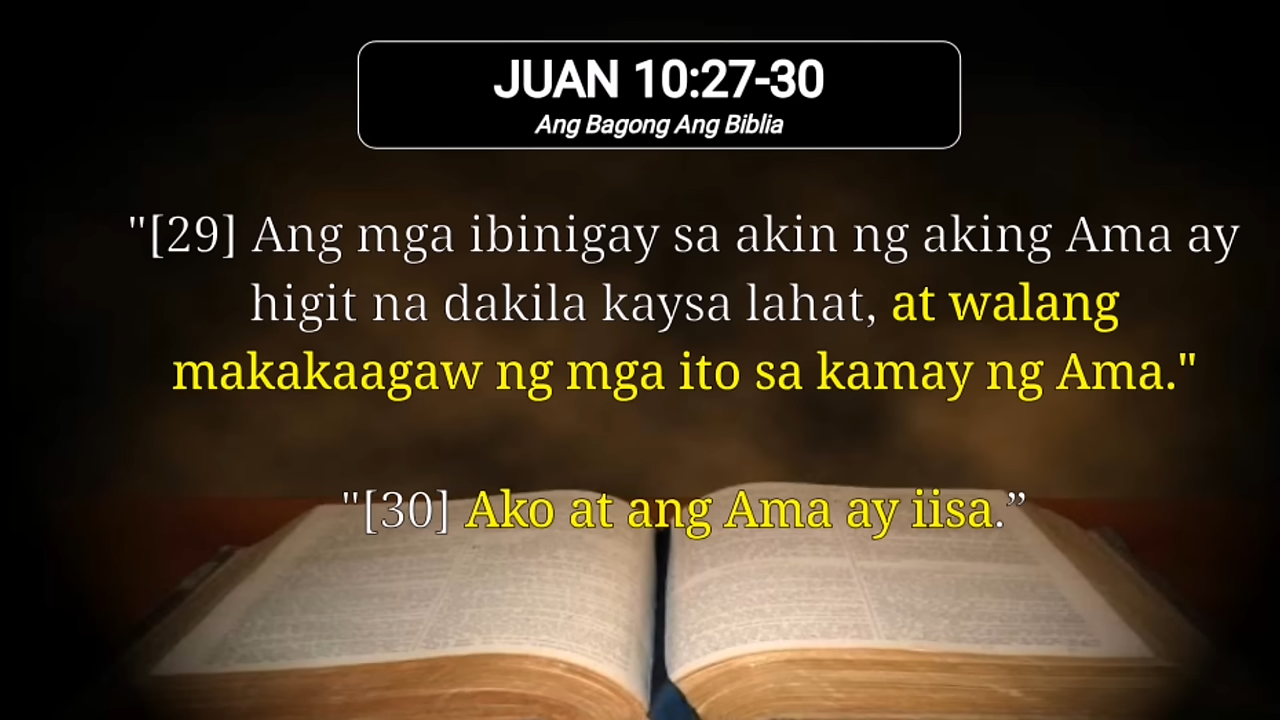 JUAN 10:27-30
Ang Bagong Ang Biblia
"[29] Ang mga ibinigay sa akin ng aking Ama ay
higit na dakila kaysa lahat, at walang
makakaagaw ng mga ito sa kamay ng Ama."
"[30] Ako at ang Ama ay iisa.”